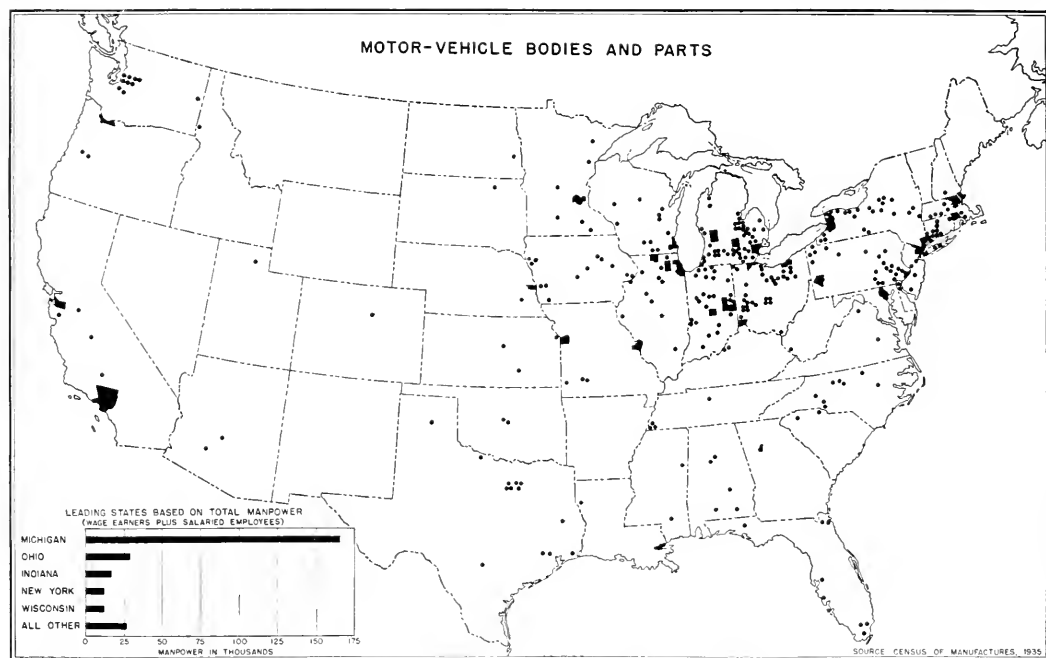 MOTOR-VEHICLE BODIES AND PARTS
LEADING STATES BASED ON TOTAL MANPOWER
(WAGE EARNERS PLUS SALARIED EMPLOYEES)
MICHIGAN
OHIO
INDIANA
NEW YORK
WISCONSIN
ALL OTHER
0 25 50 75 100 125 150 175
MANPOWER IN THOUSANDS
SOURCE CENSUS OF MANUFACTURES, 1935